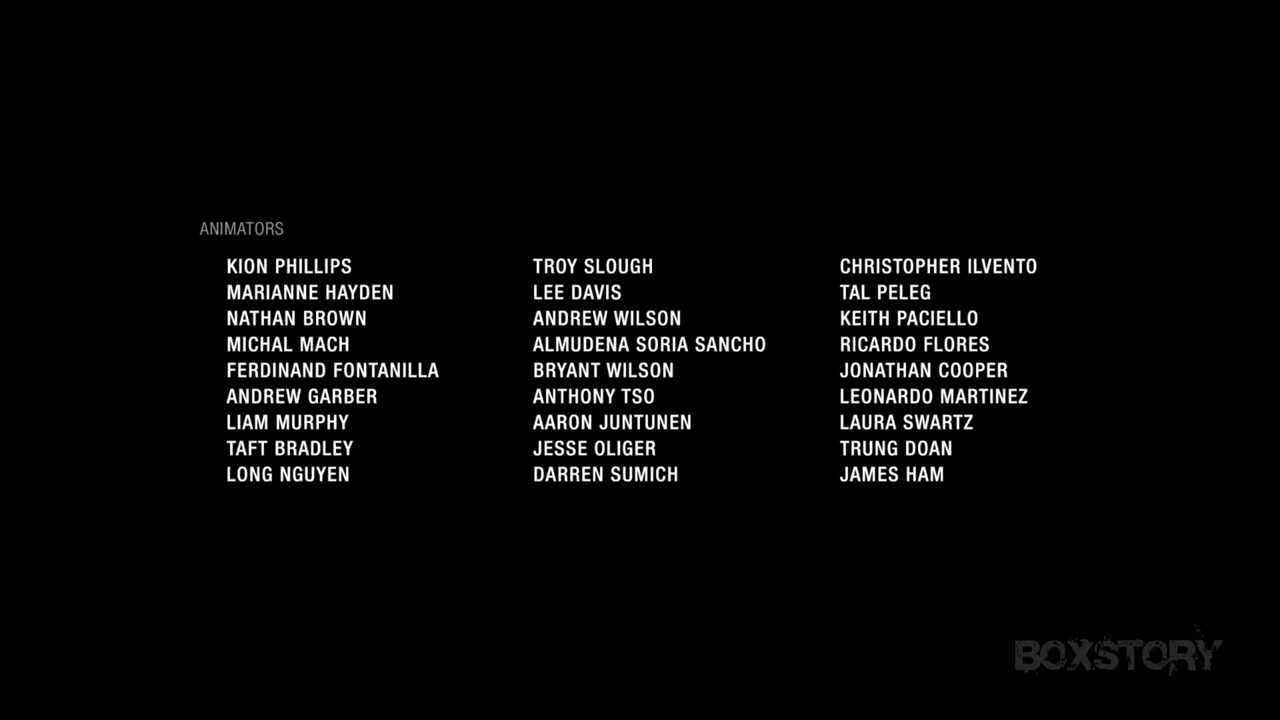 ANIMATORS
KION PHILLIPS
MARIANNE HAYDEN
NATHAN BROWN
MICHAL MACH
FERDINAND FONTANILLA
ANDREW GARBER
LIAM MURPHY
TAFT BRADLEY
LONG NGUYEN
TROY SLOUGH
LEE DAVIS
ANDREW WILSON
ALMUDENA SORIA SANCHO
BRYANT WILSON
ANTHONY TSO
AARON JUNTUNEN
JESSE OLIGER
DARREN SUMICH
CHRISTOPHER ILVENTO
TAL PELEG
KEITH PACIELLO
RICARDO FLORES
JONATHAN COOPER
LEONARDO MARTINEZ
LAURA SWARTZ
TRUNG DOAN
JAMES HAM
BOXSTORY